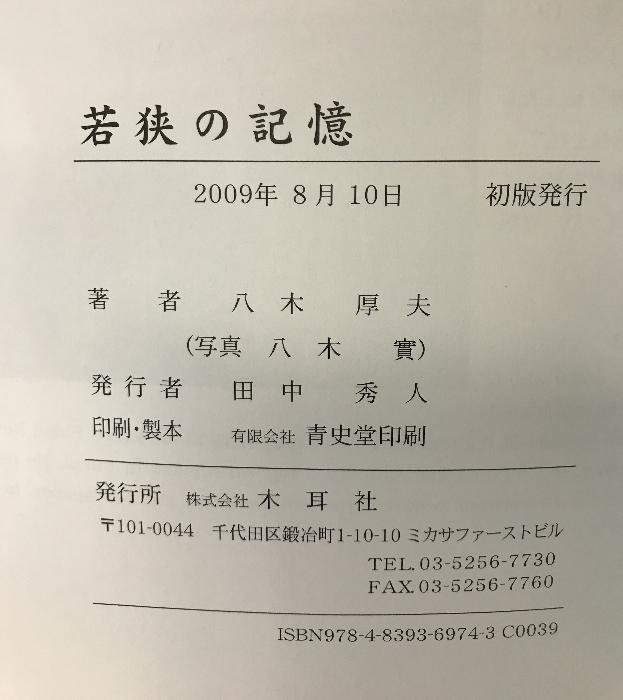 若狭の記憶
2009年 8月 10日 初版発行
著者 八木 厚夫
(写真 八木 實)
発行者 田中 秀人
印刷・製本 有限会社 青史堂印刷
発行所 株式会社 木耳社
〒101-0044 千代田区鍛冶町1-10-10 ミカサファーストビル
TEL.03-5256-7730
FAX.03-5256-7760
ISBN978-4-8393-6974-3 C0039